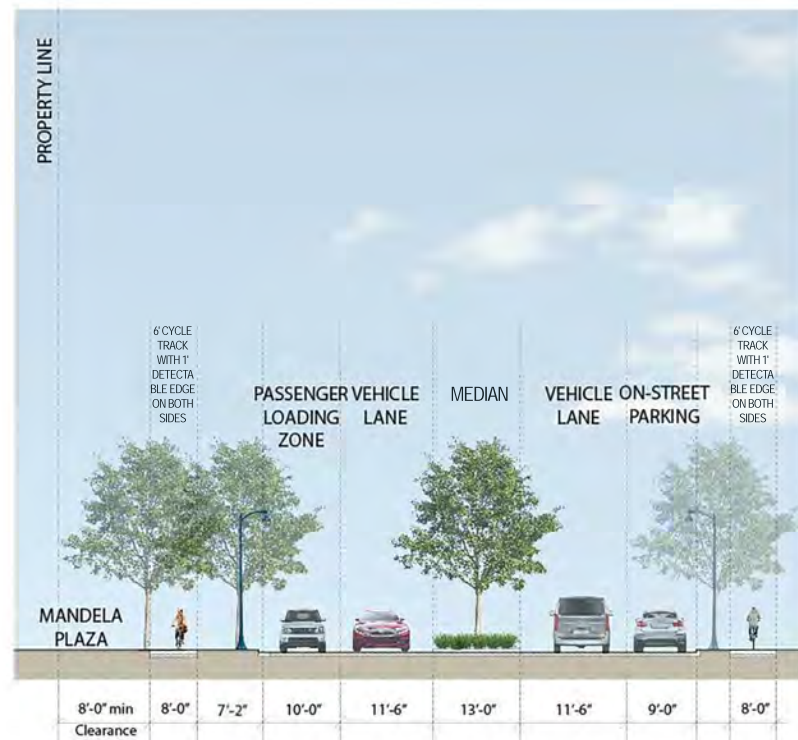 PROPERTY LINE
6' CYCLE
TRACK
WITH 1'
DETECTA
BLE EDGE
ON BOTH
SIDES
PASSENGER
LOADING
ZONE
VEHICLE
LANE
MEDIAN
VEHICLE
LANE
ON-STREET
PARKING
6' CYCLE
TRACK
WITH 1'
DETECTA
BLE EDGE
ON BOTH
SIDES
MANDELA
PLAZA
8'-0" min
Clearance
8'-0"
7'-2"
10'-0"
11'-6"
13'-0"
11'-6"
9'-0"
8'-0"